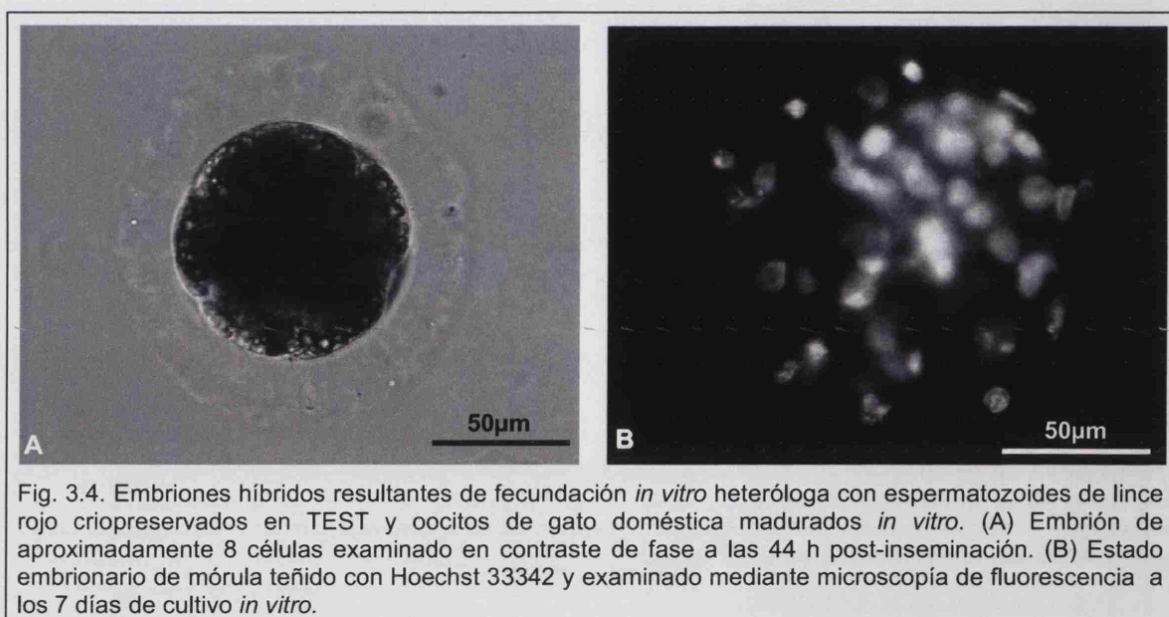 50µm
A
50µm
B
Fig. 3.4. Embriones híbridos resultantes de fecundación in vitro heteróloga con espermatozoides de lince
rojo criopreservados en TEST y oocitos de gato doméstica madurados in vitro. (A) Embrión de
aproximadamente 8 células examinado en contraste de fase a las 44 h post-inseminación. (B) Estado
embrionario de mórula teñido con Hoechst 33342 y examinado mediante microscopía de fluorescencia a
los 7 días de cultivo in vitro.